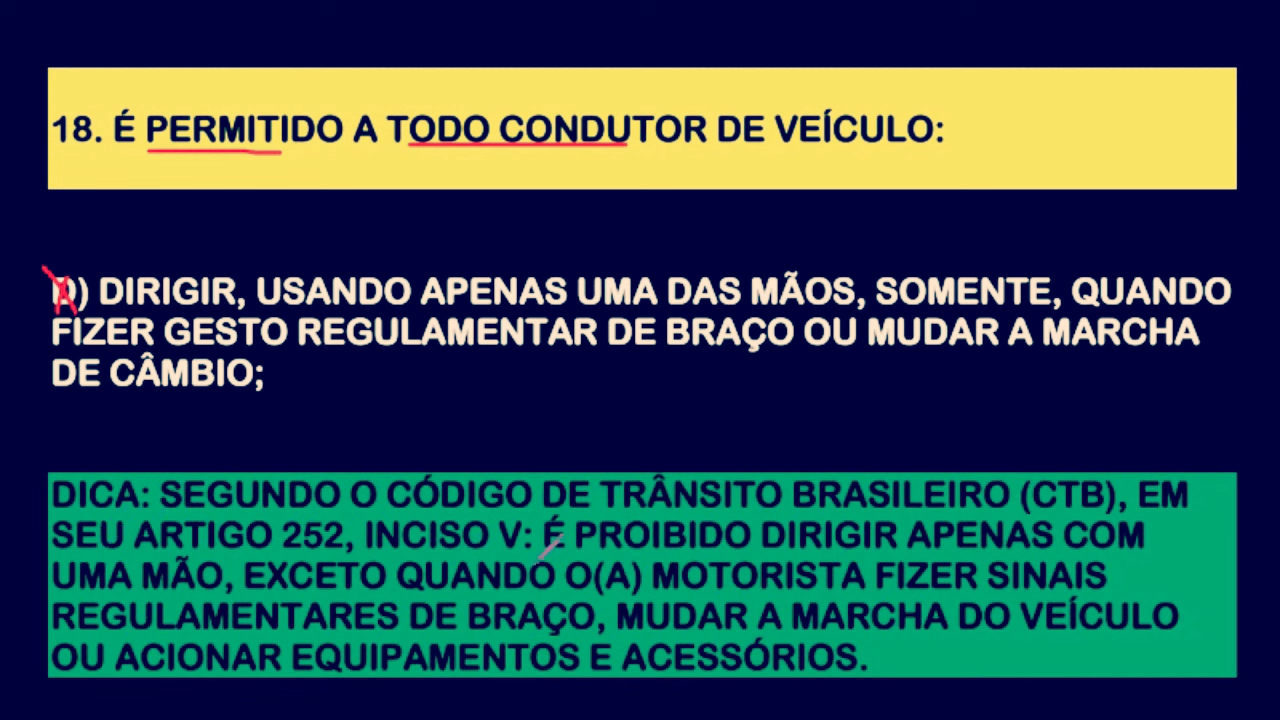 18. É PERMITIDO A TODO CONDUTOR DE VEÍCULO:
D) DIRIGIR, USANDO APENAS UMA DAS MÃOS, SOMENTE, QUANDO
FIZER GESTO REGULAMENTAR DE BRAÇO OU MUDAR A MARCHA
DE CÂMBIO;
DICA: SEGUNDO O CÓDIGO DE TRÂNSITO BRASILEIRO (CTB), EM
SEU ARTIGO 252, INCISO V: É PROIBIDO DIRIGIR APENAS COM
UMA MÃO, EXCETO QUANDO O(A) MOTORISTA FIZER SINAIS
REGULAMENTARES DE BRAÇO, MUDAR A MARCHA DO VEÍCULO
OU ACIONAR EQUIPAMENTOS E ACESSÓRIOS.